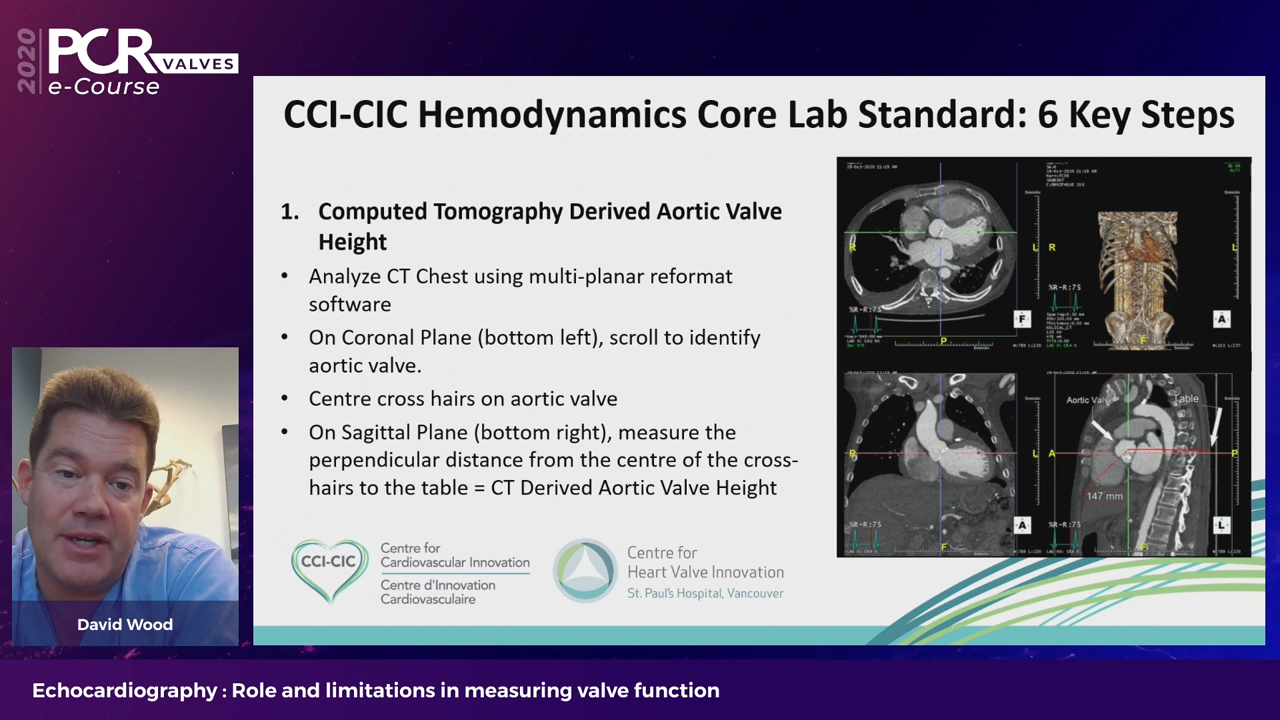 2020
PCR
VALVES
e-Course
CCI-CIC Hemodynamics Core Lab Standard: 6 Key Steps
1. Computed Tomography Derived Aortic Valve
Height
• Analyze CT Chest using multi-planar reformat
software
• On Coronal Plane (bottom left), scroll to identify
aortic valve.
• Centre cross hairs on aortic valve
• On Sagittal Plane (bottom right), measure the
perpendicular distance from the centre of the cross-
hairs to the table = CT Derived Aortic Valve Height
R
L
%R-R:75
F
P
R
L
%R-R:75
A
F
R
L
%R-R:75
A
F
Aortic Valve
Table
A
P
147 mm
%R-R:75
L
F
CCI-CIC
Centre for
Cardiovascular Innovation
Centre d'Innovation
Cardiovasculaire
Centre for
Heart Valve Innovation
St. Paul's Hospital, Vancouver
David Wood
Echocardiography : Role and limitations in measuring valve function